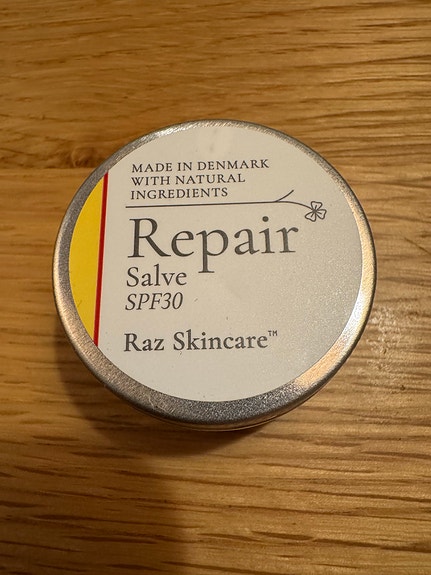 MADE IN DENMARK
WITH NATURAL
INGREDIENTS
Repair
Salve
SPF30
Raz Skincare™